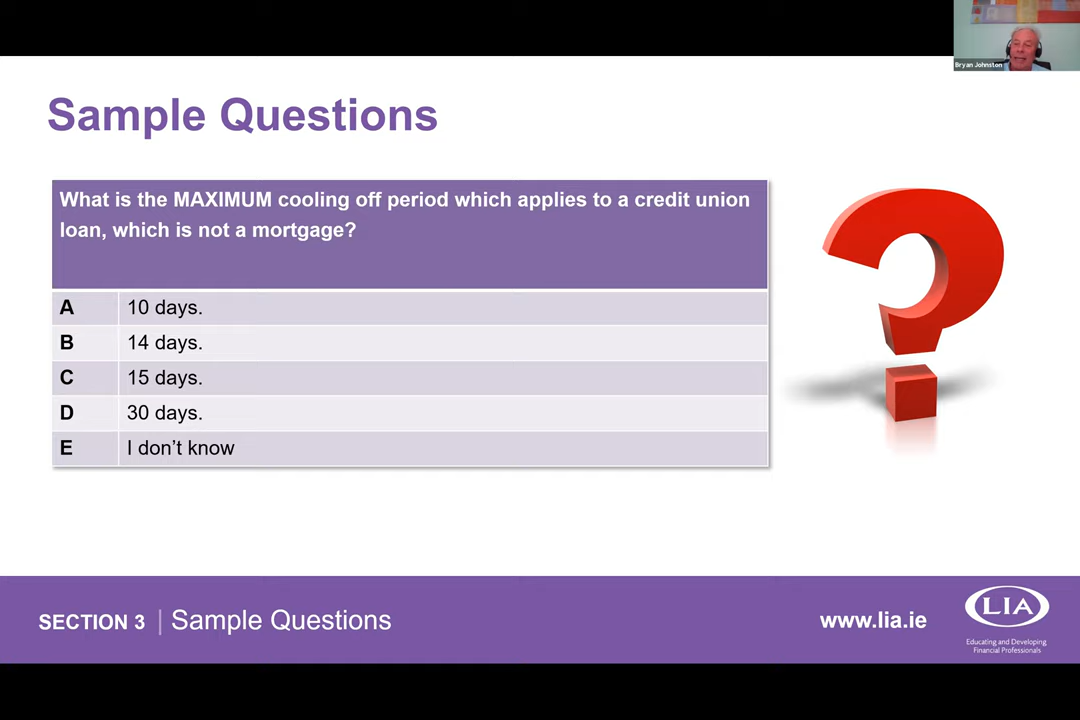 Bryan Johnston
Sample Questions
What is the MAXIMUM cooling off period which applies to a credit union
loan, which is not a mortgage?
A 10 days.
B 14 days.
C 15 days.
D 30 days.
E I don’t know
SECTION 3 | Sample Questions
www.lia.ie
LIA
Educating and Developing
Financial Professionals